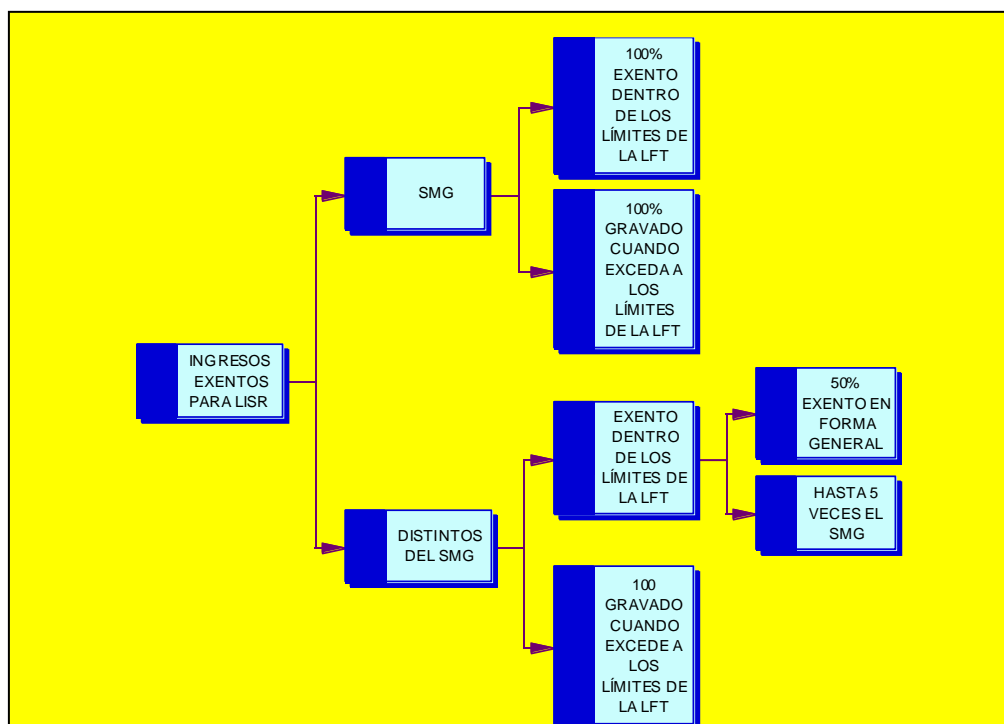 INGRESOS
EXENTOS
PARA LISR
SMG
100%
EXENTO
DENTRO
DE LOS
LÍMITES DE
LA LFT
100%
GRAVADO
CUANDO
EXCEDA A
LOS
LÍMITES
DE LA LFT
DISTINTOS
DEL SMG
EXENTO
DENTRO
DE LOS
LÍMITES
DE LA LFT
50%
EXENTO EN
FORMA
GENERAL
HASTA 5
VECES EL
SMG
100
GRAVADO
CUANDO
EXCEDE A
LOS
LÍMITES DE
LA LFT